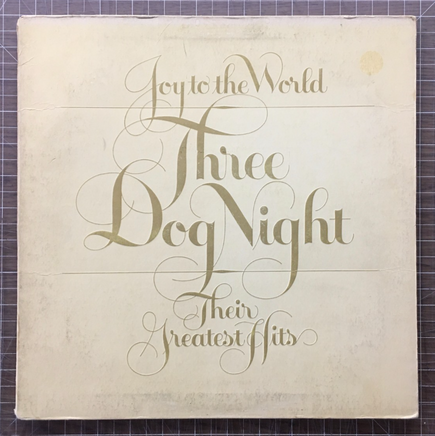 Joy to the World
Three
Dog Night
Their
Greatest Hits